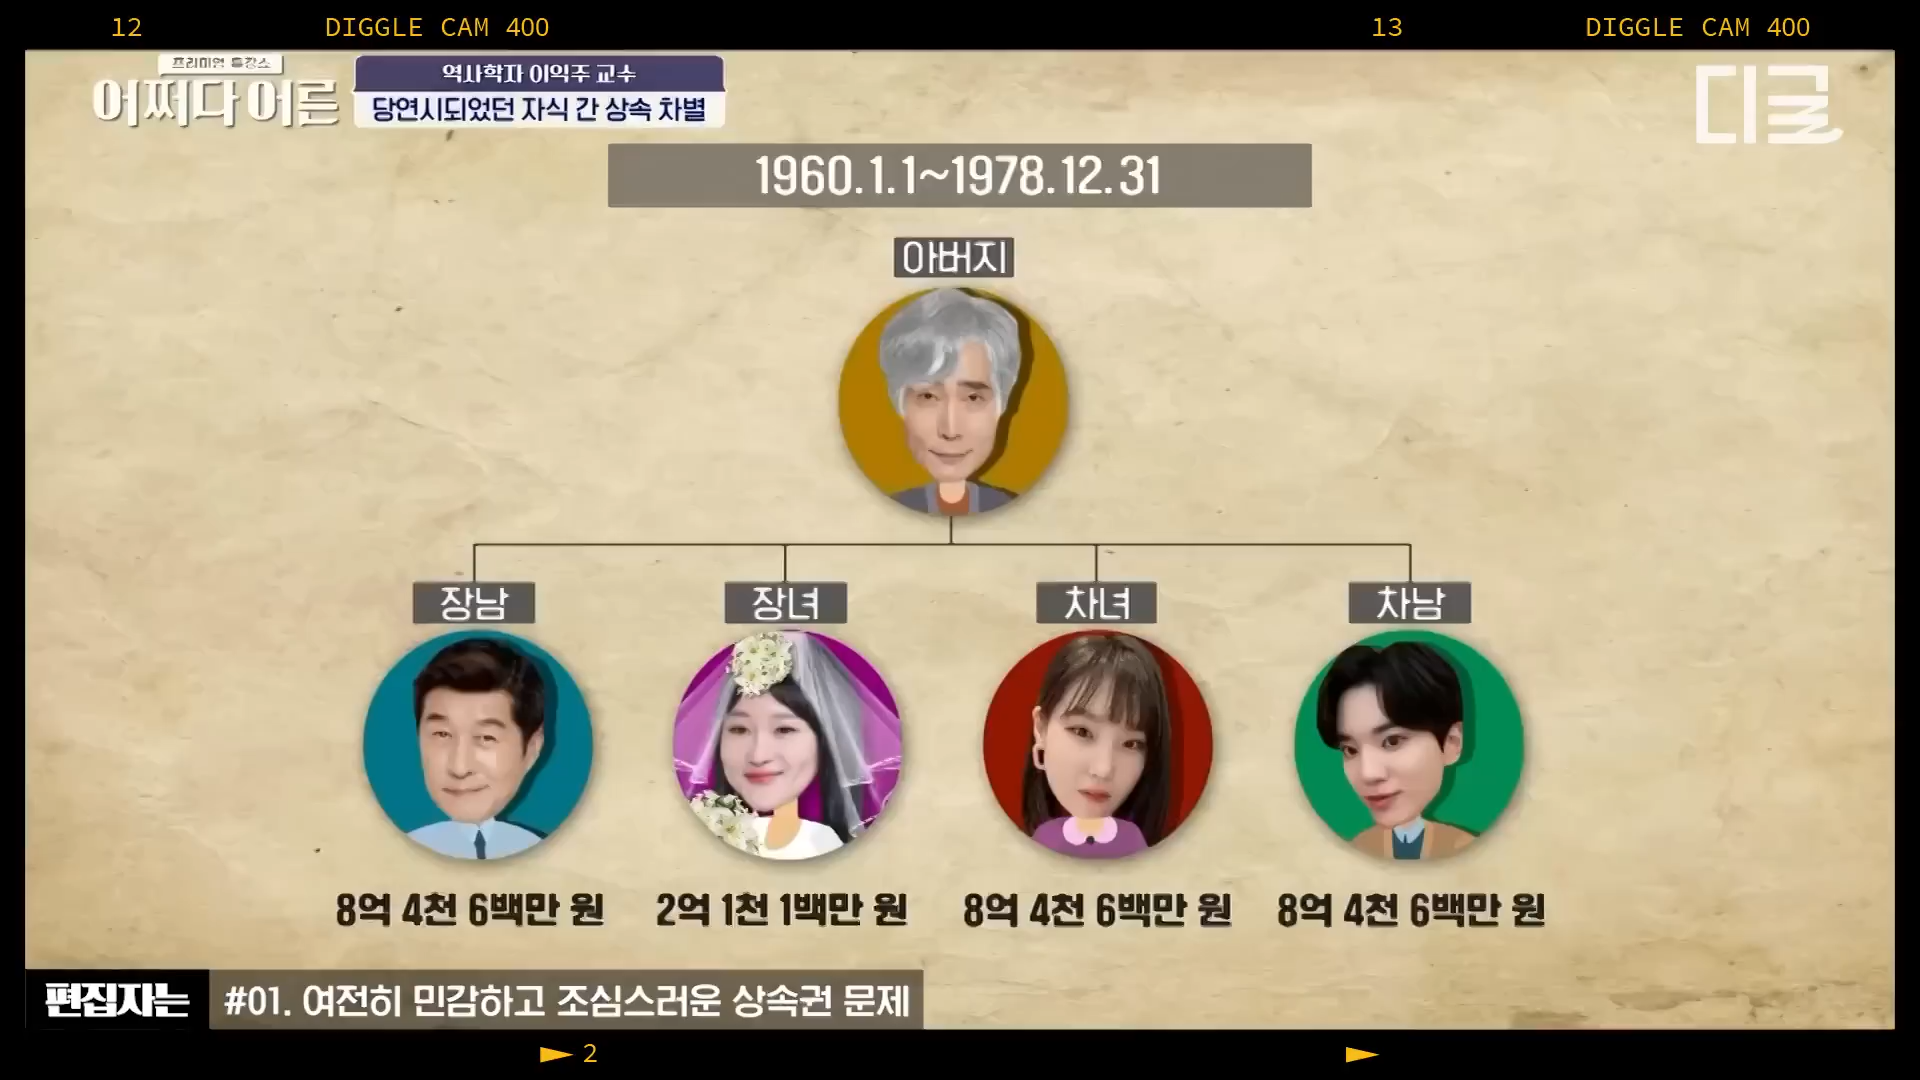 12 DIGGLE CAM 400 13 DIGGLE CAM 400
프리미엄 특강쇼
어쩌다 어른
역사학자 이익주 교수
당연시되었던 자식 간 상속 차별
디글
1960.1.1~1978.12.31
아버지
장남 장녀 차녀 차남
8억 4천 6백만 원 2억 1천 1백만 원 8억 4천 6백만 원 8억 4천 6백만 원
편집자는 #01. 여전히 민감하고 조심스러운 상속권 문제
2